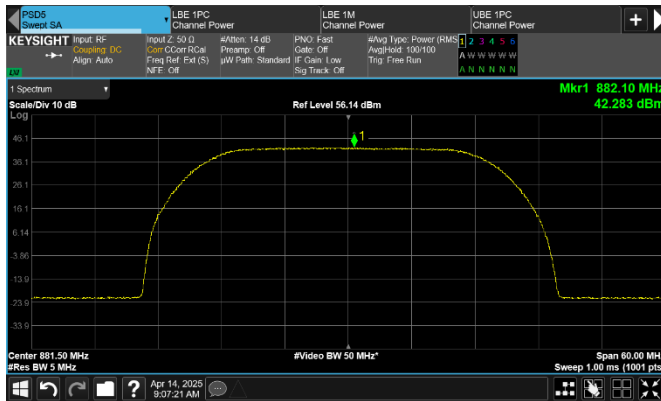 PSD5
Swept SA
LBE 1PC
Channel Power
LBE 1M
Channel Power
UBE 1PC
Channel Power
KEYSIGHT
Input: RF
Coupling: DC
Align: Auto
Input Z: 50 Ω
Corr CCorr RCal
Freq Ref: Ext (S)
NFE: Off
#Atten: 14 dB
Preamp: Off
µW Path: Standard
PNO: Fast
Gate: Off
IF Gain: Low
Sig Track: Off
#Avg Type: Power (RMS
Avg|Hold: 100/100
Trig: Free Run
1 2 3 4 5 6
A W W W W W
A N N N N N
1 Spectrum
Scale/Div 10 dB
Log
Ref Level 56.14 dBm
Mkr1 882.10 MHz
42.283 dBm
1
46.1
36.1
26.1
16.1
6.14
-3.86
-13.9
-23.9
-33.9
Center 881.50 MHz
#Res BW 5 MHz
#Video BW 50 MHz*
Span 60.00 MHz
Sweep 1.00 ms (1001 pts)
?
Apr 14, 2025
9:07:21 AM